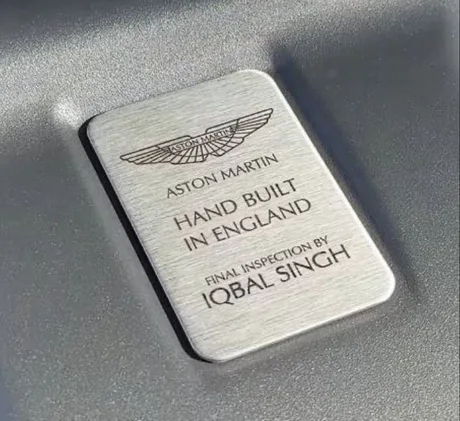 ASTON MARTIN
ASTON MARTIN
HAND BUILT
IN ENGLAND
FINAL INSPECTION BY
IQBAL SINGH